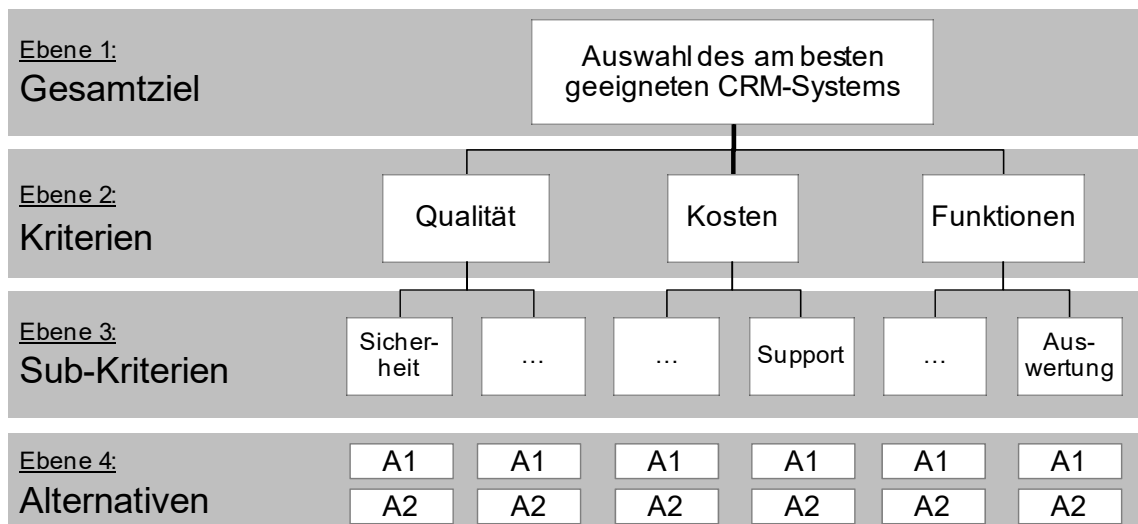 Ebene 1:
Gesamtziel
Auswahl des am besten
geeigneten CRM-Systems
Ebene 2:
Kriterien
Qualität
Kosten
Funktionen
Ebene 3:
Sub-Kriterien
Sicher-
heit
...
...
Support
...
Aus-
wertung
Ebene 4:
Alternativen
A1 A1 A1 A1 A1 A1
A2 A2 A2 A2 A2 A2